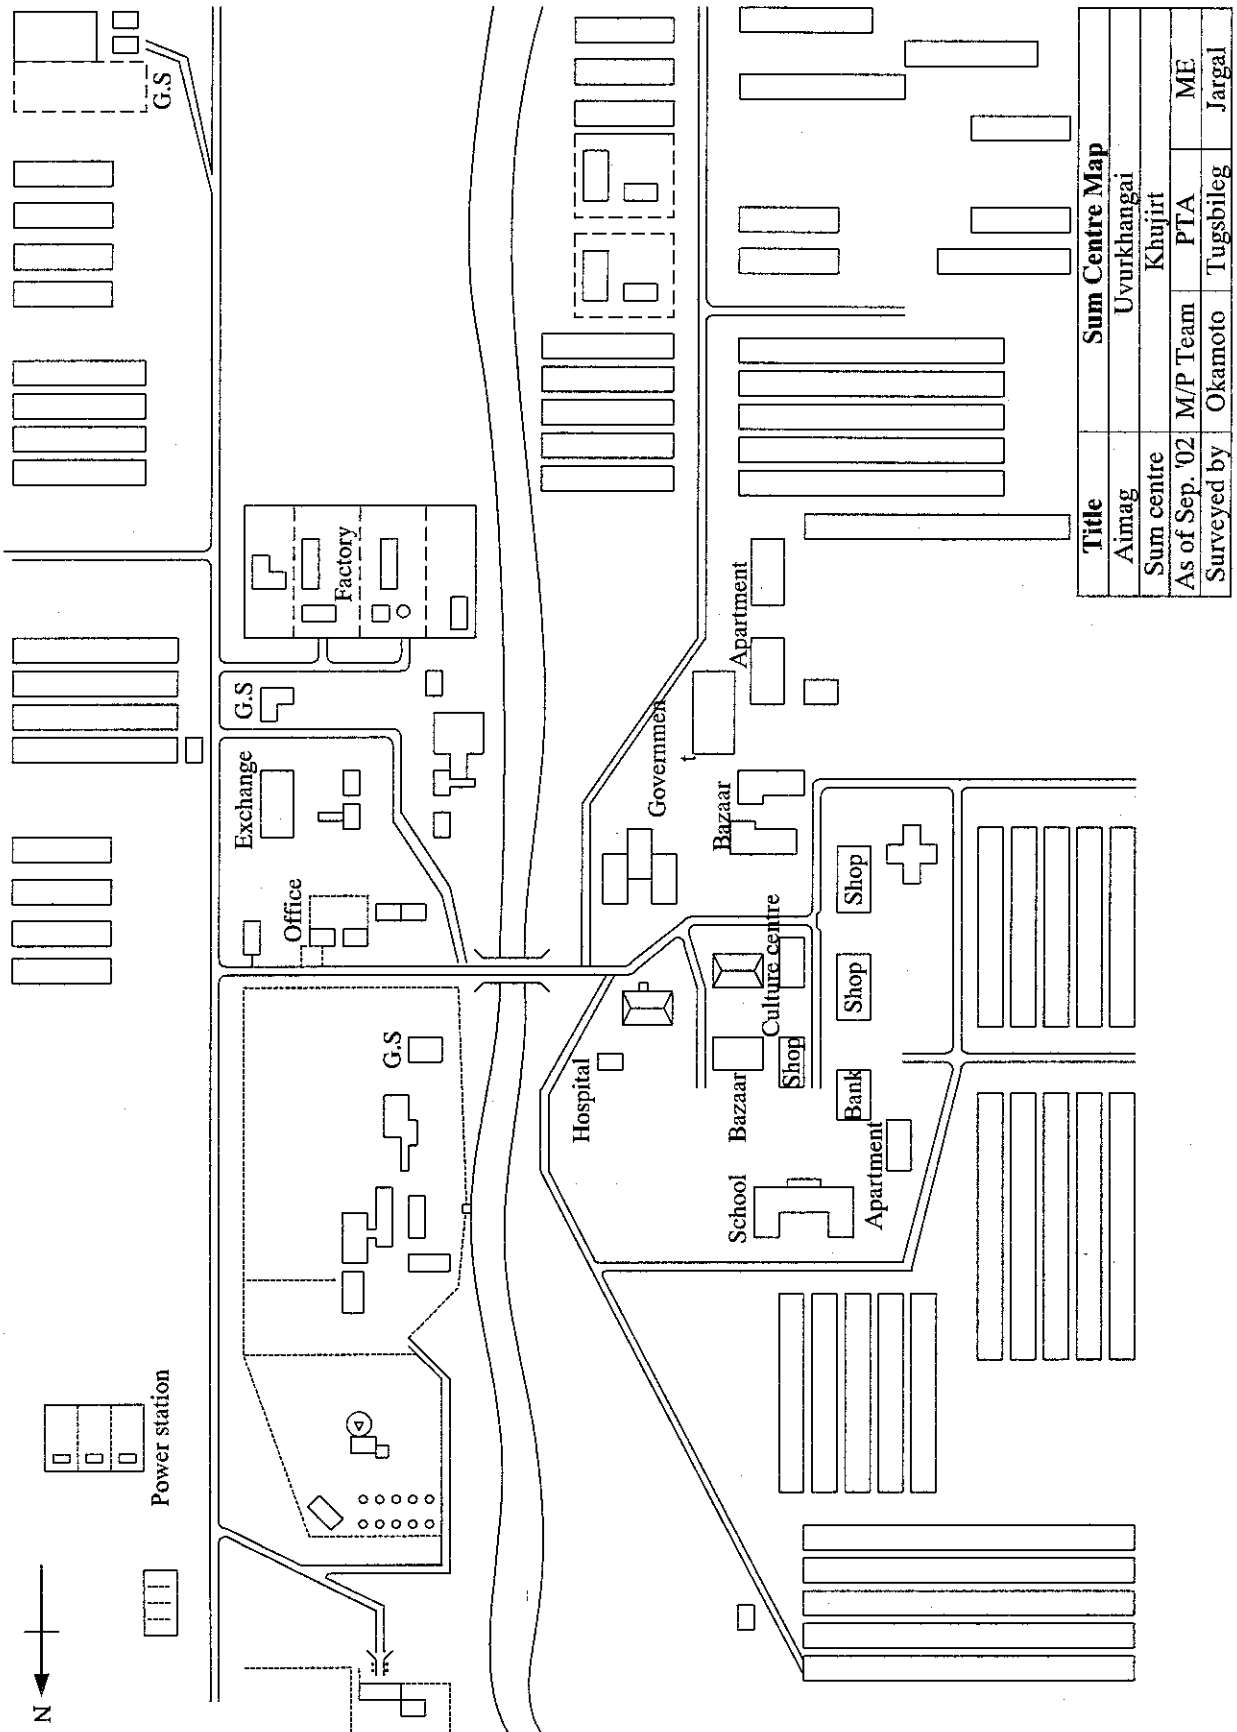 N
Power station
G.S
Exchange
G.S
Office
Factory
G.S
Hospital
Governmen
t
Bazaar
School
Bazaar
Apartment
Culture centre
Shop
Bank
Shop
Shop
Apartment
Title Sum Centre Map
Aimag Uvurkhangai
Sum centre Khujirt
As of Sep. '02 M/P Team PTA ME
Surveyed by Okamoto Tugsbileg Jargal